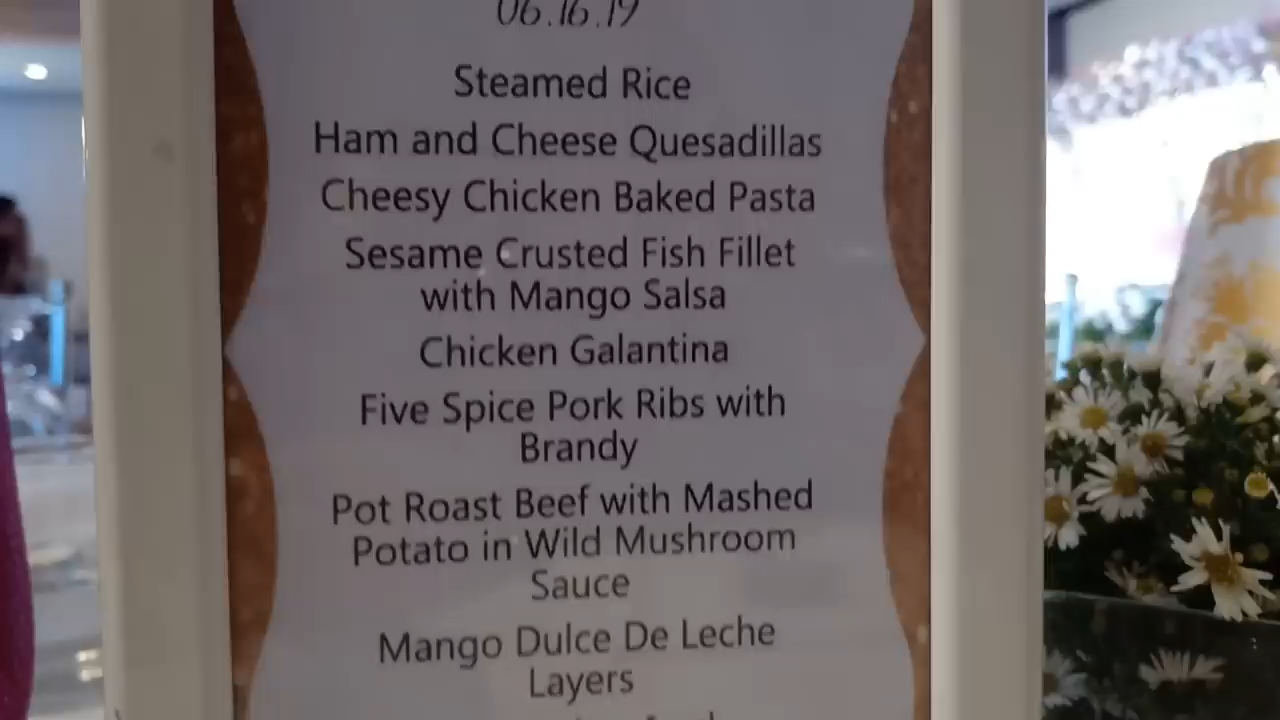 06.16.19
Steamed Rice
Ham and Cheese Quesadillas
Cheesy Chicken Baked Pasta
Sesame Crusted Fish Fillet
with Mango Salsa
Chicken Galantina
Five Spice Pork Ribs with
Brandy
Pot Roast Beef with Mashed
Potato in Wild Mushroom
Sauce
Mango Dulce De Leche
Layers